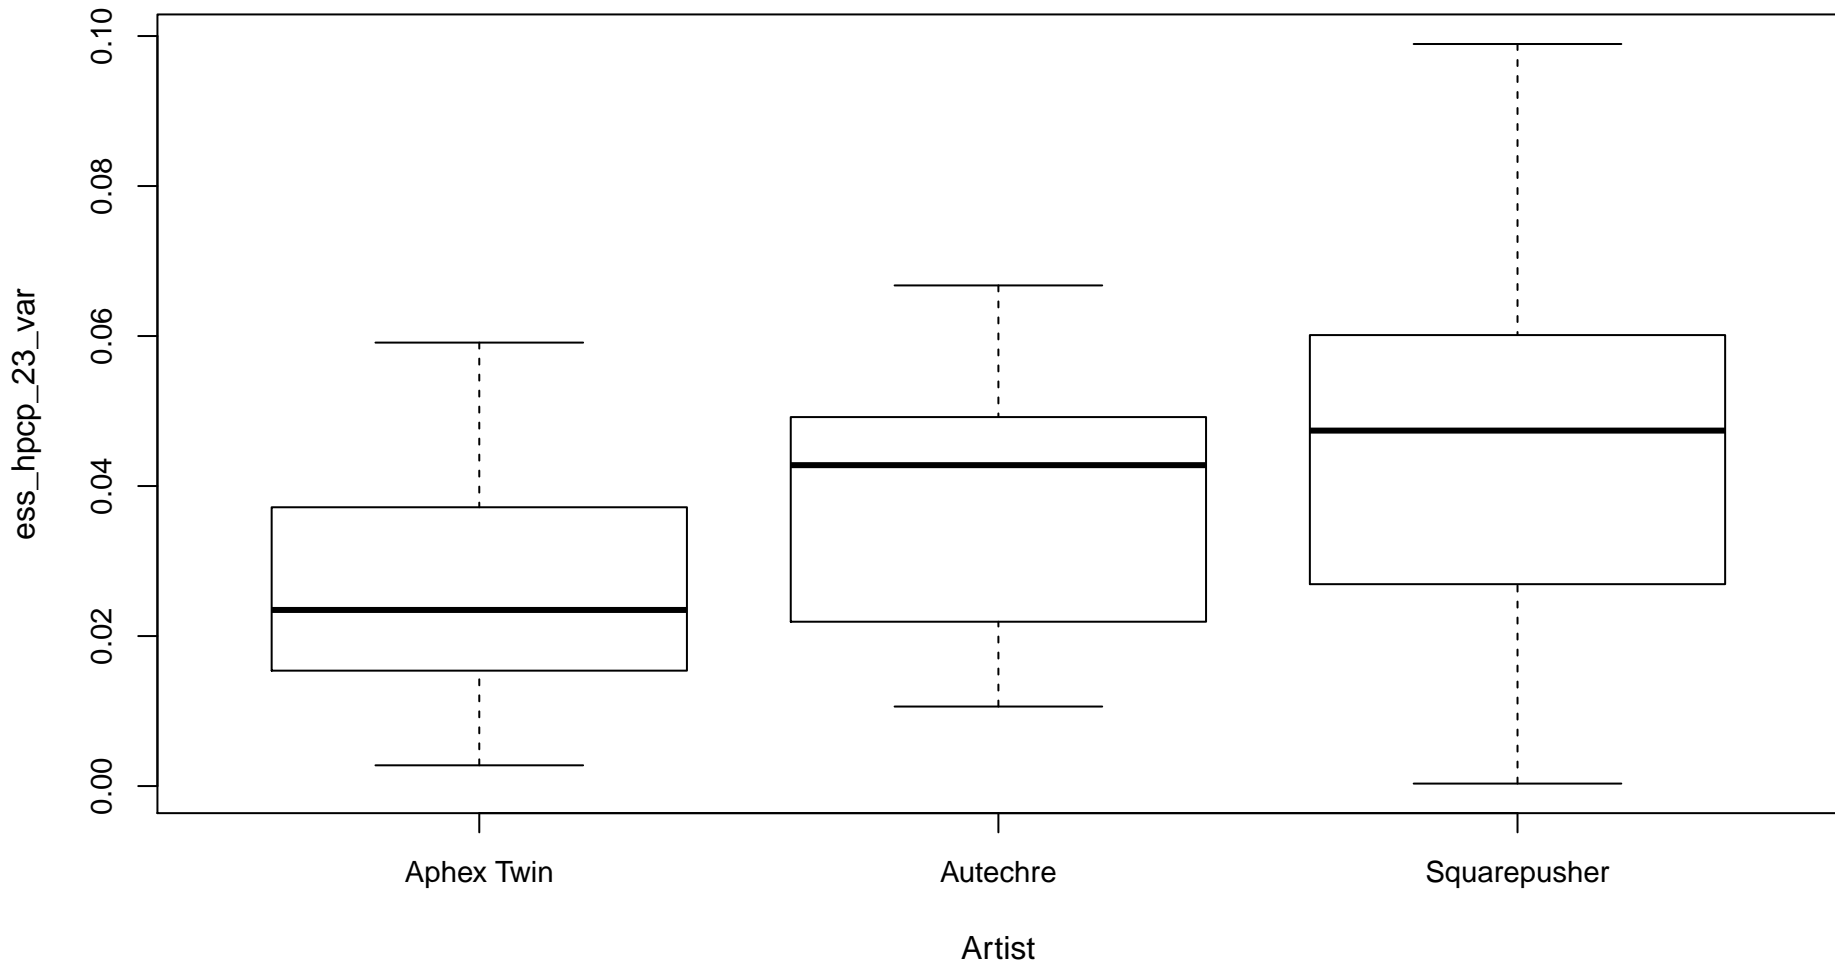 0.10
0.08
0.06
0.04
0.02
0.00
ess_hpcp_23_var
Aphex Twin
Autechre
Squarepusher
Artist